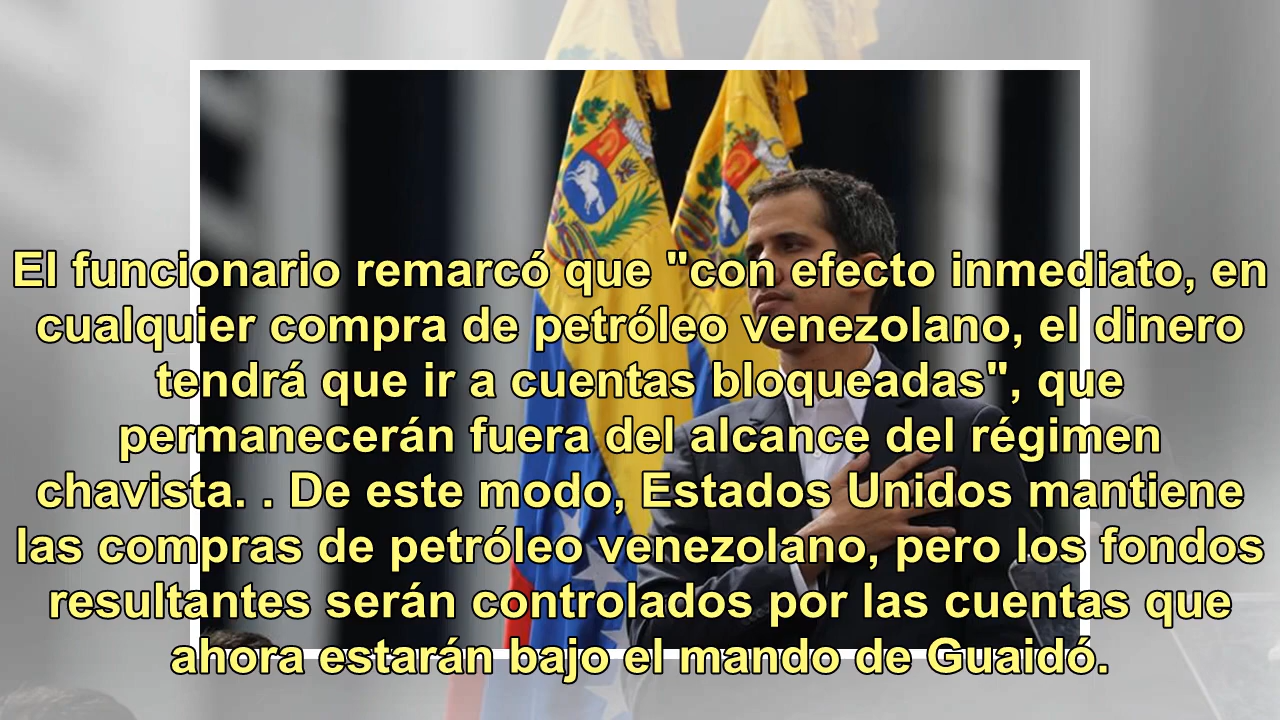 El funcionario remarcó que "con efecto inmediato, en
cualquier compra de petróleo venezolano, el dinero
tendrá que ir a cuentas bloqueadas", que
permanecerán fuera del alcance del régimen
chavista. . De este modo, Estados Unidos mantiene
las compras de petróleo venezolano, pero los fondos
resultantes serán controlados por las cuentas que
ahora estarán bajo el mando de Guaidó.